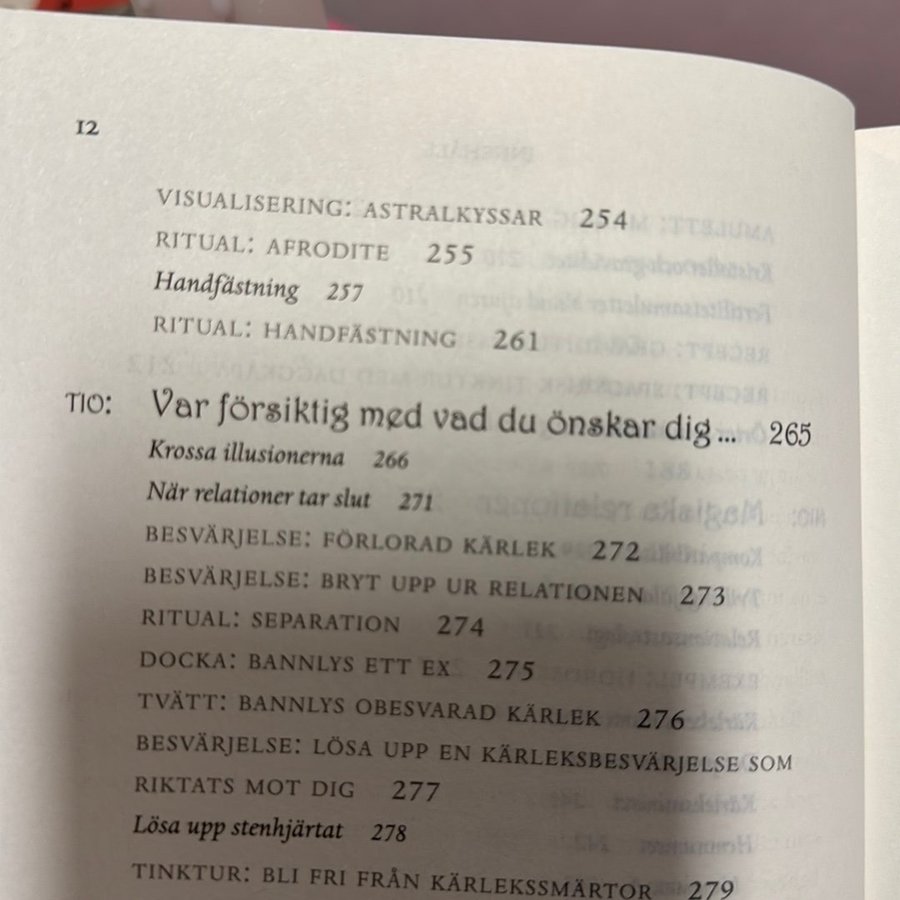 12
VISUALISERING: ASTRALKYSSAR 254
RITUAL: AFRODITE 255
Handfästning 257
RITUAL: HANDFÄSTNING 261
TIO: Var försiktig med vad du önskar dig... 265
Krossa illusionerna 266
När relationer tar slut 271
BESVÄRJELSE: FÖRLORAD KÄRLEK 272
BESVÄRJELSE: BRYT UPP UR RELATIONEN 273
RITUAL: SEPARATION 274
DOCKA: BANNLYS ETT EX 275
TVÄTT: BANNLYS OBESVARAD KÄRLEK 276
BESVÄRJELSE: LÖSA UPP EN KÄRLEKSBESVÄRJELSE SOM
RIKTATS MOT DIG 277
Lösa upp stenhjärtat 278
TINKTUR: BLI FRI FRÅN KÄRLEKSSMÄRTOR 279